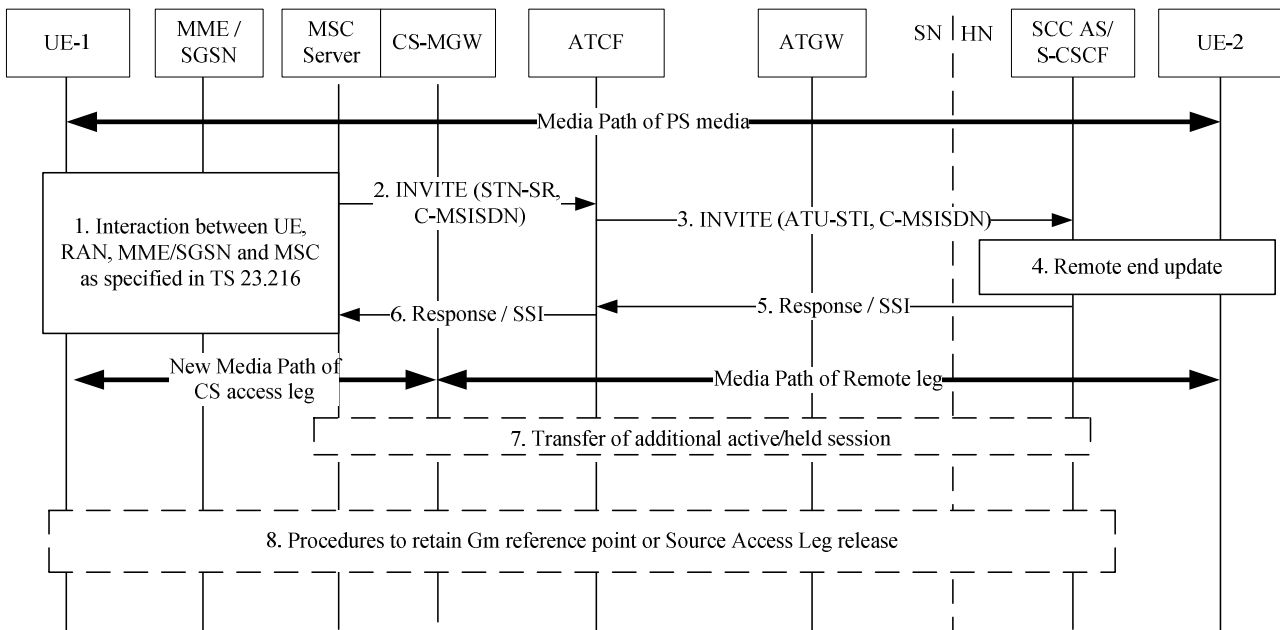 UE-1
MME /
SGSN
MSC
Server
CS-MGW
ATCF
ATGW
SN
HN
SCC AS/
S-CSCF
UE-2
Media Path of PS media
1. Interaction between UE,
RAN, MME/SGSN and MSC
as specified in TS 23.216
2. INVITE (STN-SR,
C-MSISDN)
3. INVITE (ATU-STI, C-MSISDN)
4. Remote end update
5. Response / SSI
6. Response / SSI
New Media Path of
CS access leg
Media Path of Remote leg
7. Transfer of additional active/held session
8. Procedures to retain Gm reference point or Source Access Leg release